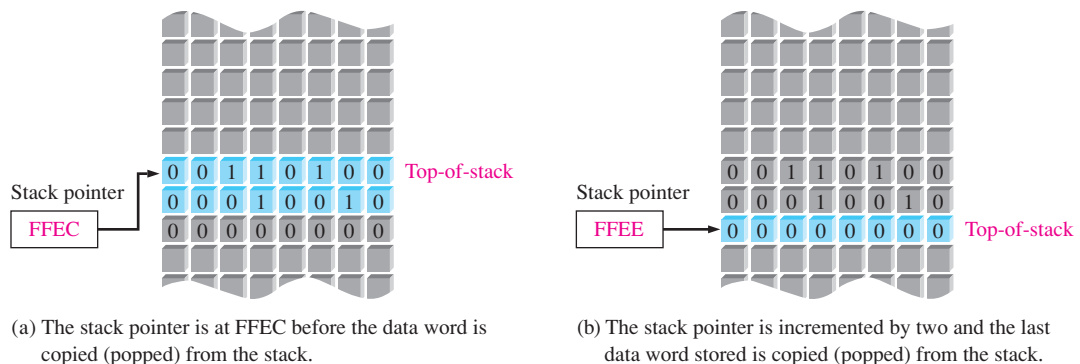 0 0 1 1 0 1 0 0
Top-of-stack
Stack pointer
0 0 0 1 0 0 1 0
FFEC
0 0 0 0 0 0 0 0
(a) The stack pointer is at FFEC before the data word is
copied (popped) from the stack.
0 0 1 1 0 1 0 0
Stack pointer
0 0 0 1 0 0 1 0
FFEE
0 0 0 0 0 0 0 0
Top-of-stack
(b) The stack pointer is incremented by two and the last
data word stored is copied (popped) from the stack.